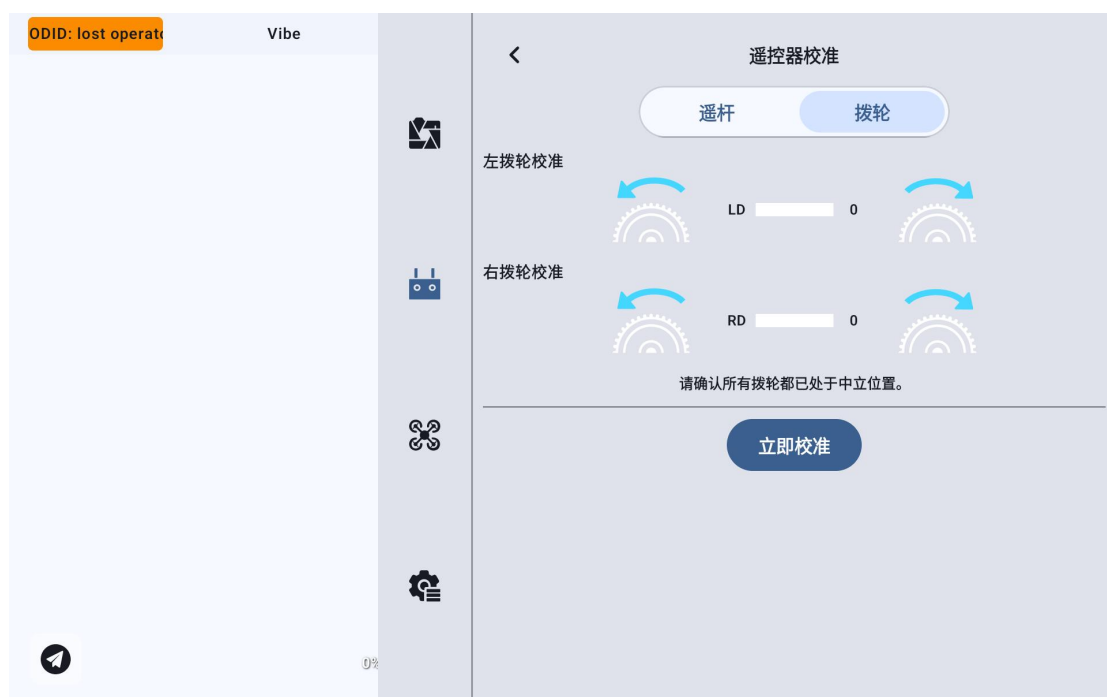 ODID: lost operat
Vibe
遥控器校准
遥杆
拨轮
左拨轮校准
LD
0
右拨轮校准
RD
0
请确认所有拨轮都已处于中立位置。
立即校准
0%